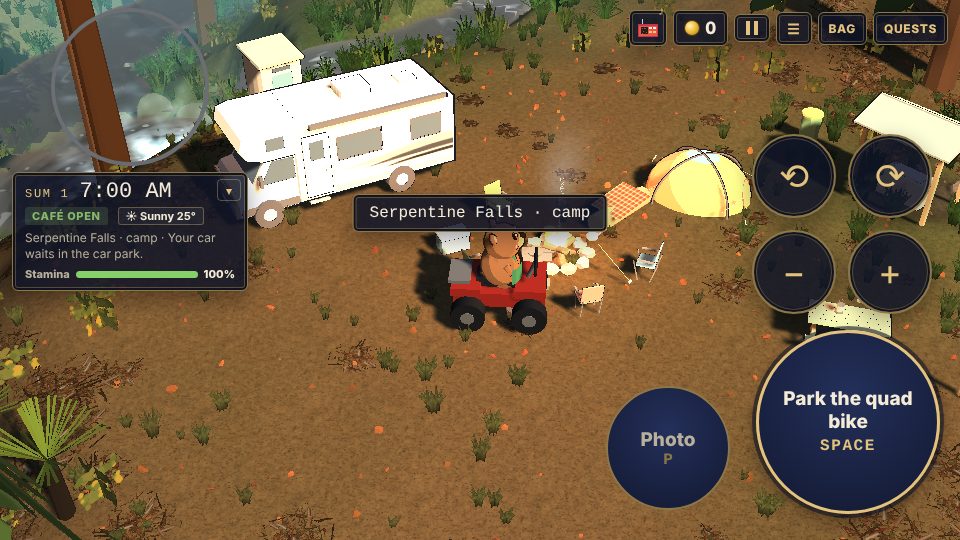 0
BAG
QUESTS
SUM 1 7:00 AM
▼
CAFÉ OPEN
☀ Sunny 25°
Serpentine Falls · camp · Your car
waits in the car park.
Stamina 100%
Serpentine Falls · camp
⟲
⟳
−
+
Park the quad
bike
SPACE
Photo
P